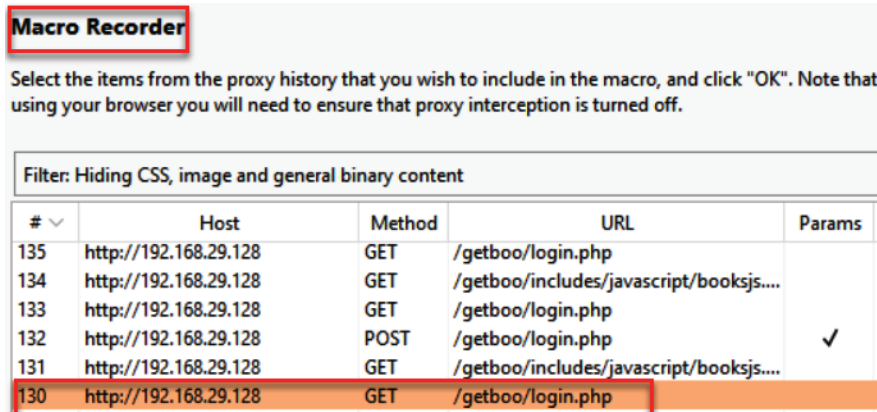 Macro Recorder
Select the items from the proxy history that you wish to include in the macro, and click "OK". Note that
using your browser you will need to ensure that proxy interception is turned off.
Filter: Hiding CSS, image and general binary content
# Host Method URL Params
135 http://192.168.29.128 GET /getboo/login.php
134 http://192.168.29.128 GET /getboo/includes/javascript/booksjs....
133 http://192.168.29.128 GET /getboo/login.php
132 http://192.168.29.128 POST /getboo/login.php ✓
131 http://192.168.29.128 GET /getboo/includes/javascript/booksjs....
130 http://192.168.29.128 GET /getboo/login.php